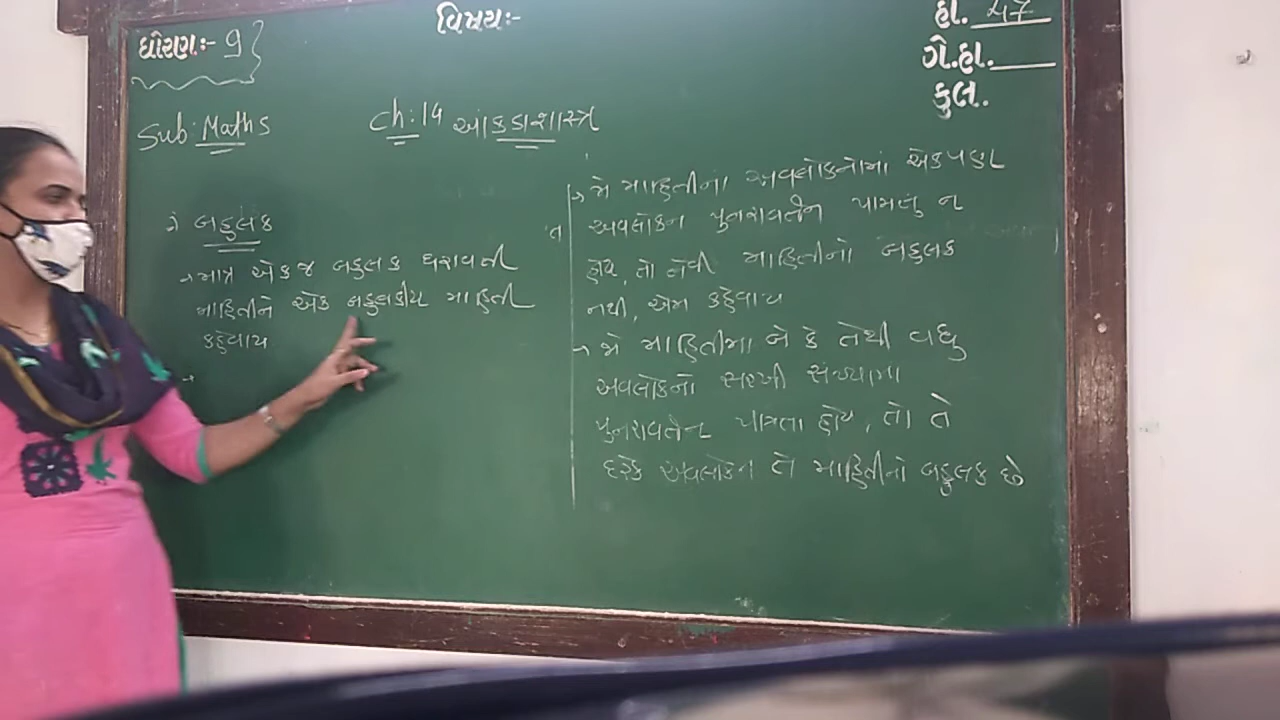 ધોરણ:- 9
વિષય:-
હા. 47
ગે.હા.
કુલ.
Sub: Maths
Ch: 14 આંકડાશાસ્ત્ર
બહુલક
→ માત્ર એક જ બહુલક ધરાવતી
માહિતીને એક બહુલકીય માહિતી
કહેવાય
→ જો માહિતીના અવલોકનોમાં એકપણ
અવલોકન પુનરાવર્તન પામતું ન
હોય, તો તેવી માહિતીનો બહુલક
નથી, એમ કહેવાય
→ જો માહિતીમા બે કે તેથી વધુ
અવલોકનો સરખી સંખ્યામા
પુનરાવર્તન પામતા હોય, તો તે
દરેક અવલોકન તે માહિતીનો બહુલક છે